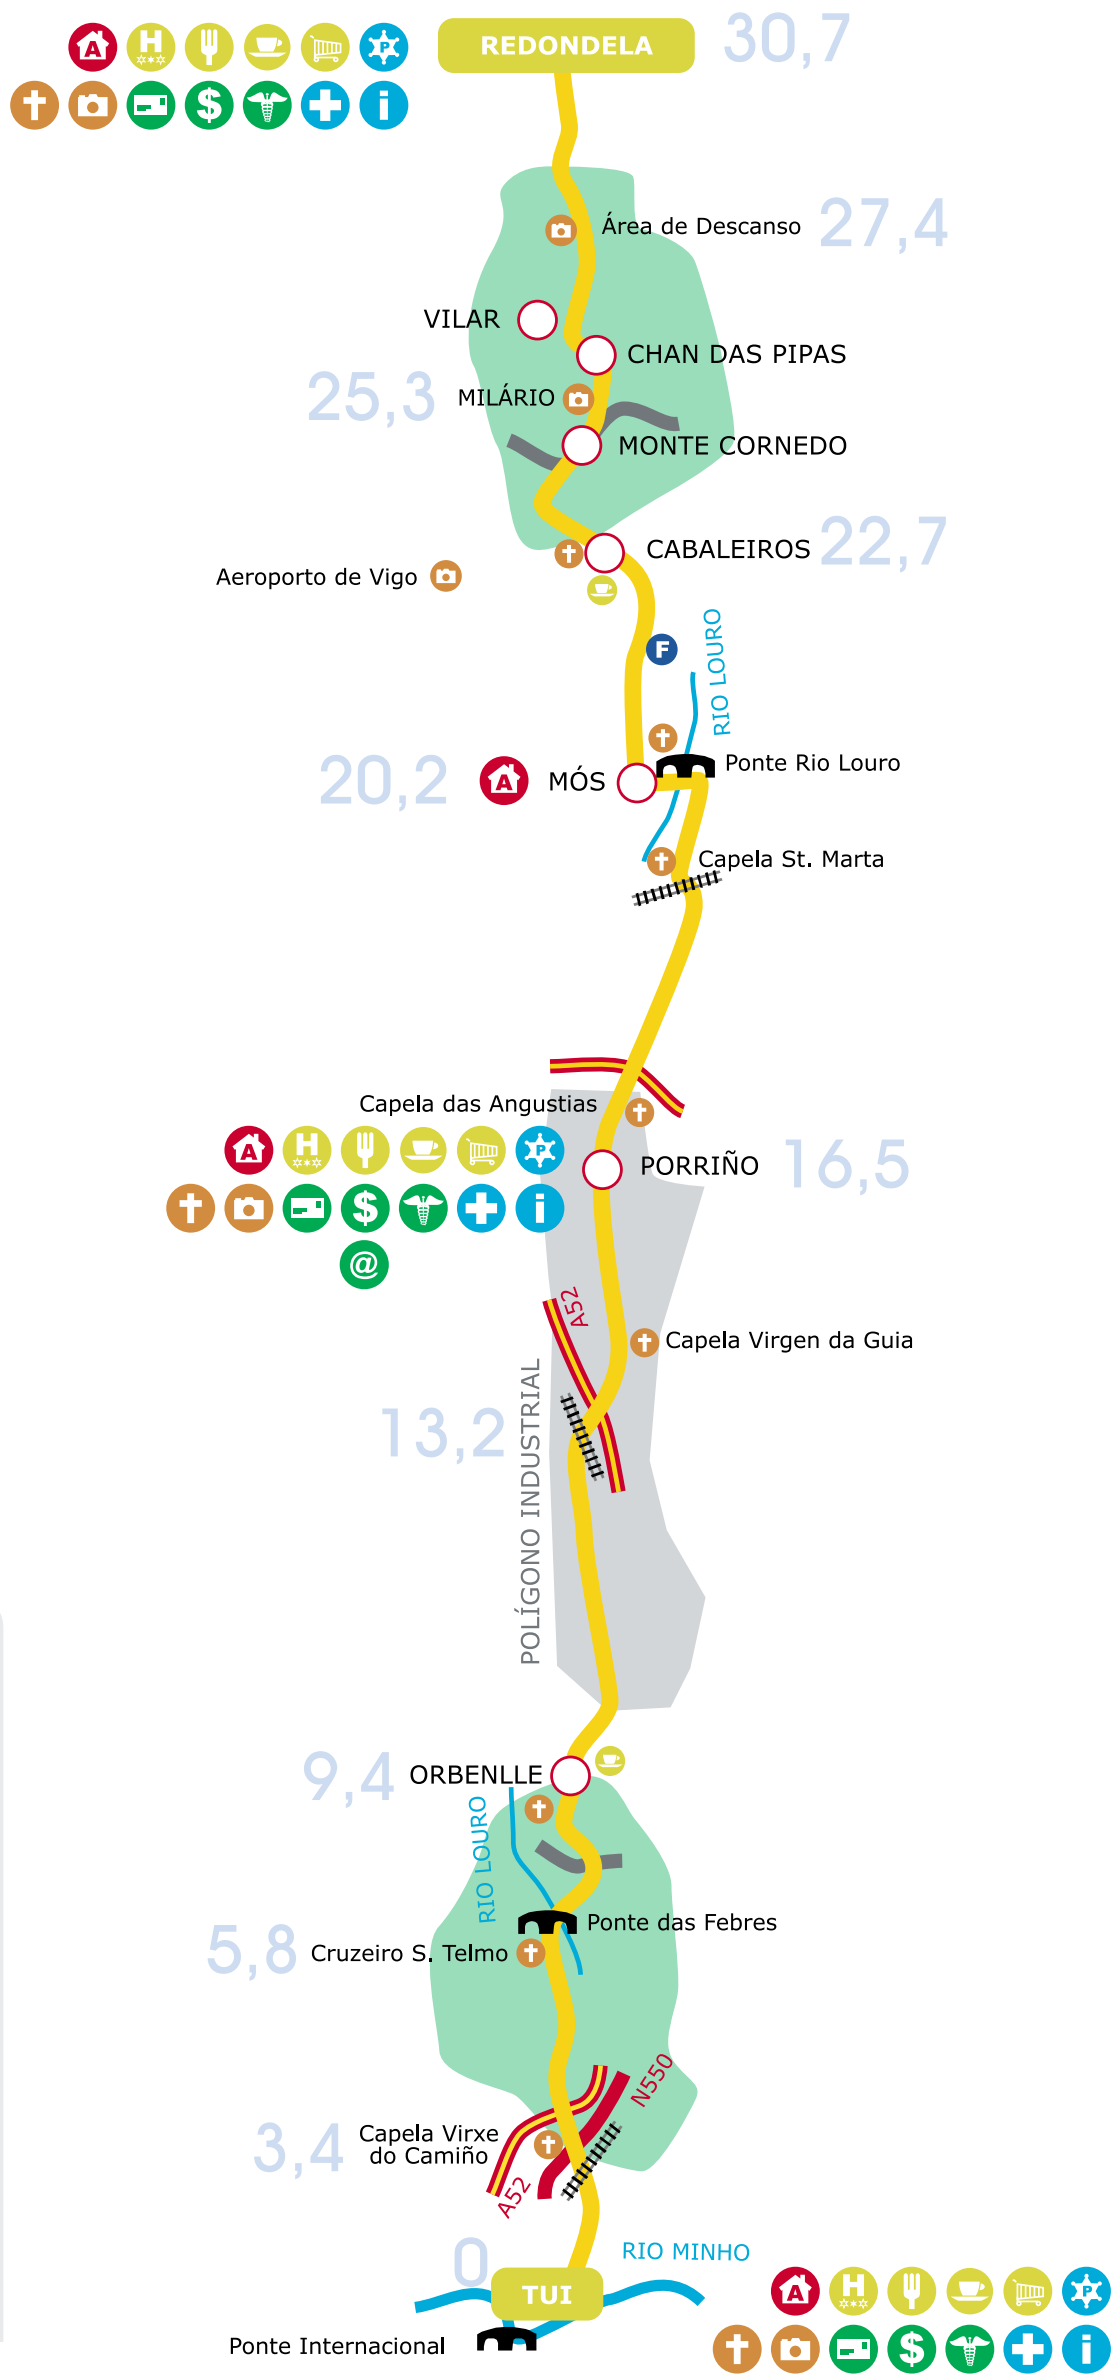 REDONDELA
30,7
A
H
P
$
i
Área de Descanso
27,4
VILAR
CHAN DAS PIPAS
25,3
MILÁRIO
MONTE CORNEDO
CABALEIROS
22,7
Aeroporto de Vigo
F
RIO LOURO
Ponte Rio Louro
20,2
A
MÓS
Capela St. Marta
Capela das Angustias
A
H
P
PORRIÑO
16,5
$
i
@
A52
Capela Virgen da Guia
POLÍGONO INDUSTRIAL
13,2
9,4
ORBENLLE
RIO LOURO
Ponte das Febres
5,8
Cruzeiro S. Telmo
N550
3,4
Capela Virxe
do Camiño
A52
0
RIO MINHO
TUI
A
H
P
Ponte Internacional
$
i